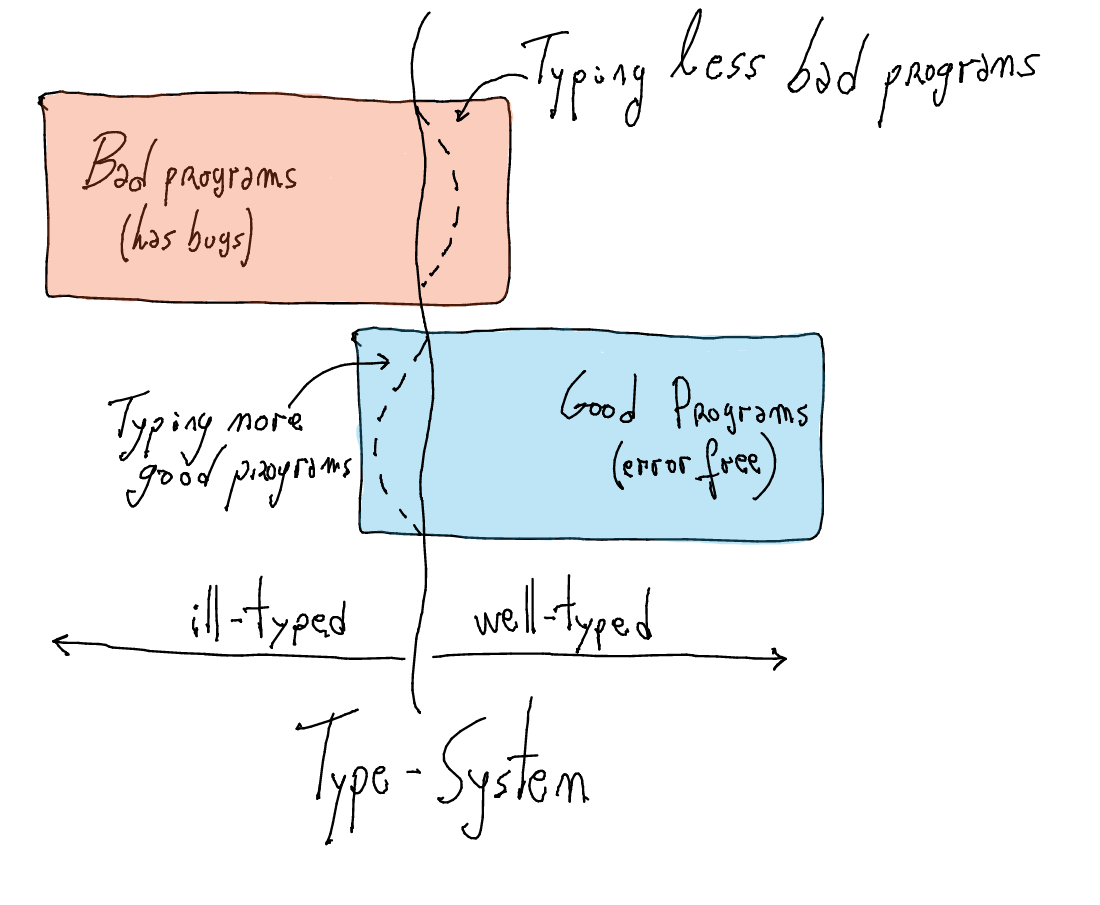 Typing less bad programs
Bad programs
(has bugs)
Typing more
good programs
Good Programs
(error free)
ill-typed
well-typed
Type-System